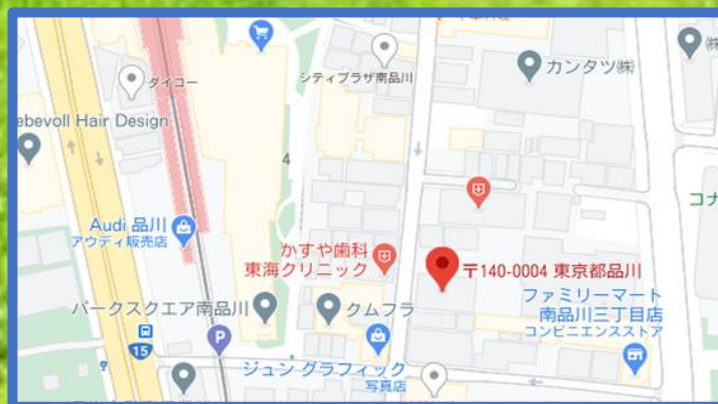 ダイコー
シティプラザ南品川
カンタツ㈱
ebevoll Hair Design
4
Audi 品川
アウディ販売店
かすや歯科
東海クリニック
〒140-0004 東京都品川
コナ
パークスクエア南品川
クムフラ
ファミリーマート
南品川三丁目店
コンビニエンスストア
15
P
ジュン グラフィック
写真店